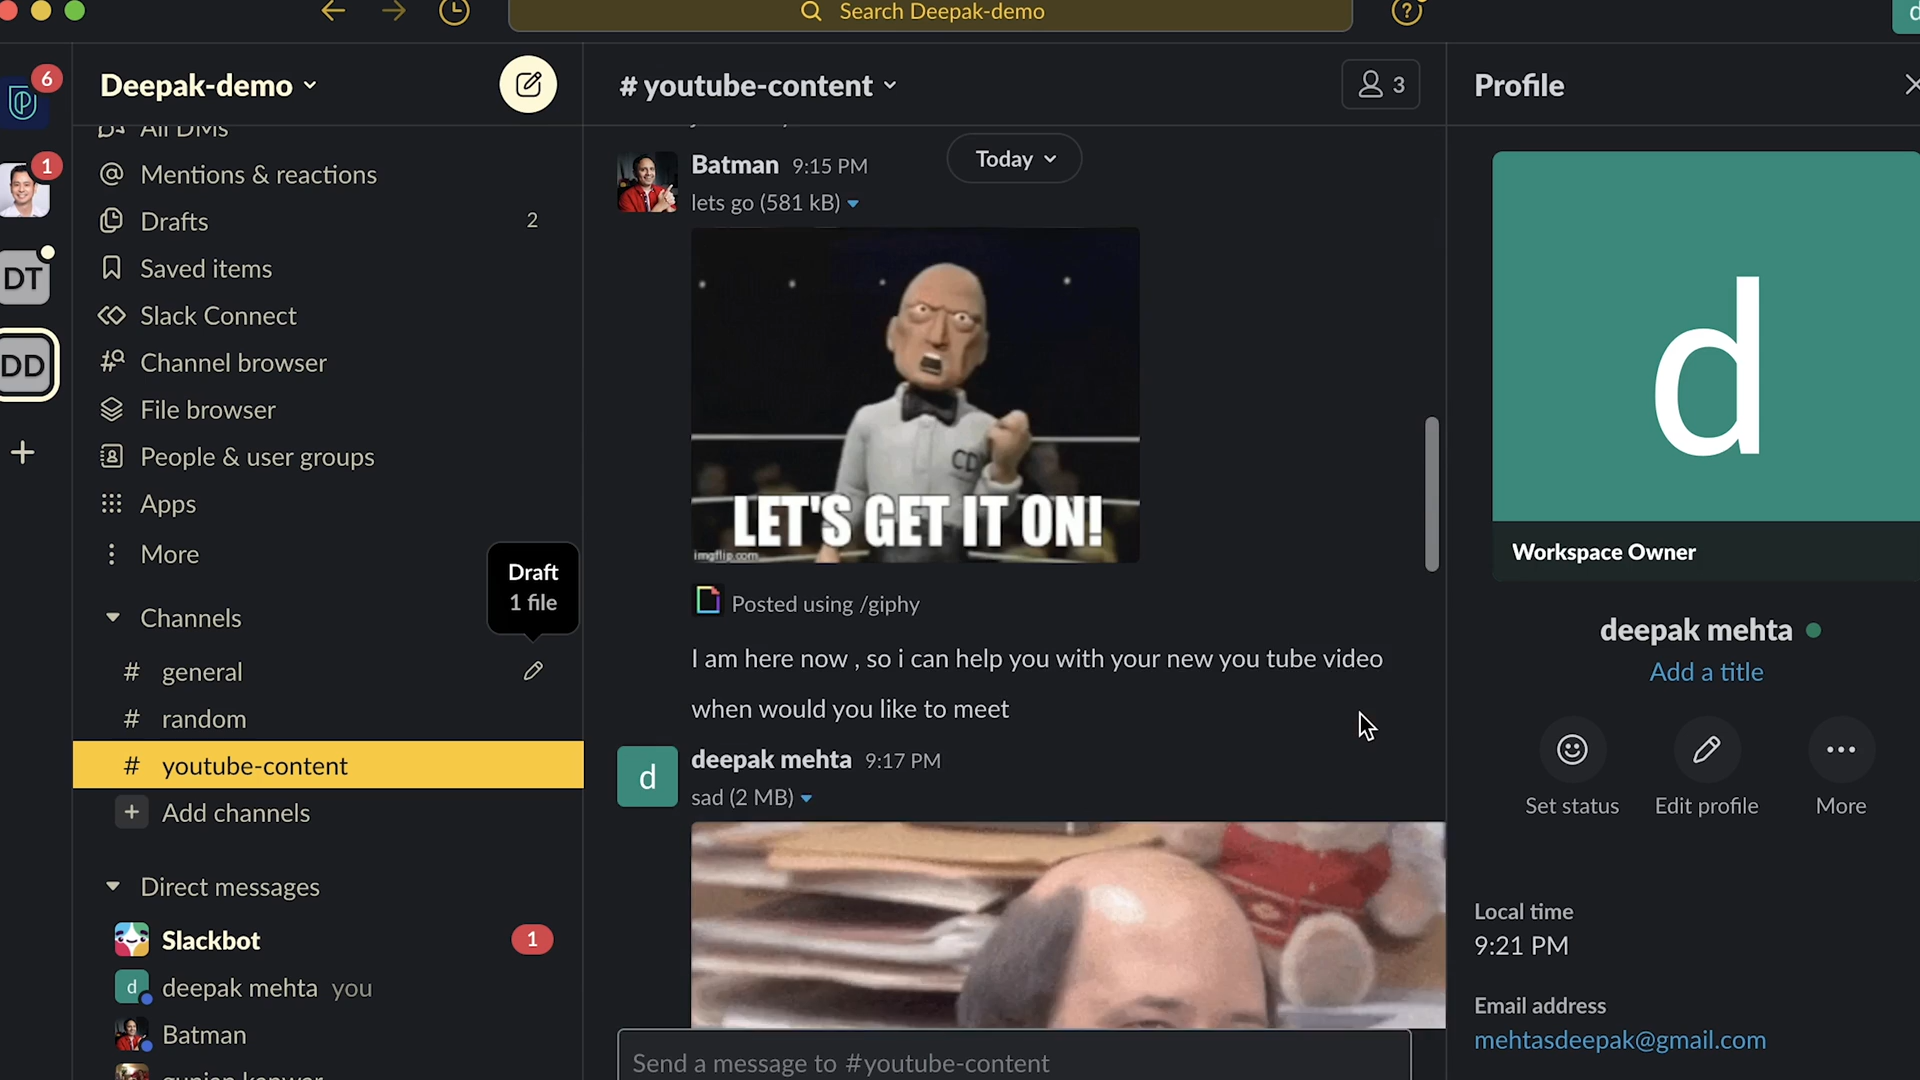 Search Deepak-demo
d
6
1
DT
DD
Deepak-demo
All DMs
Mentions & reactions
Drafts 2
Saved items
Slack Connect
Channel browser
File browser
People & user groups
Apps
More
Draft
1 file
Channels
# general
# random
# youtube-content
Add channels
Direct messages
Slackbot 1
d deepak mehta you
Batman
# youtube-content
3
Today
Batman 9:15 PM
lets go (581 kB)
CD
LET'S GET IT ON!
imgflip.com
Posted using /giphy
I am here now , so i can help you with your new you tube video
when would you like to meet
d
deepak mehta 9:17 PM
sad (2 MB)
Send a message to #youtube-content
Profile
d
Workspace Owner
deepak mehta
Add a title
Set status
Edit profile
More
Local time
9:21 PM
Email address
mehtasdeepak@gmail.com